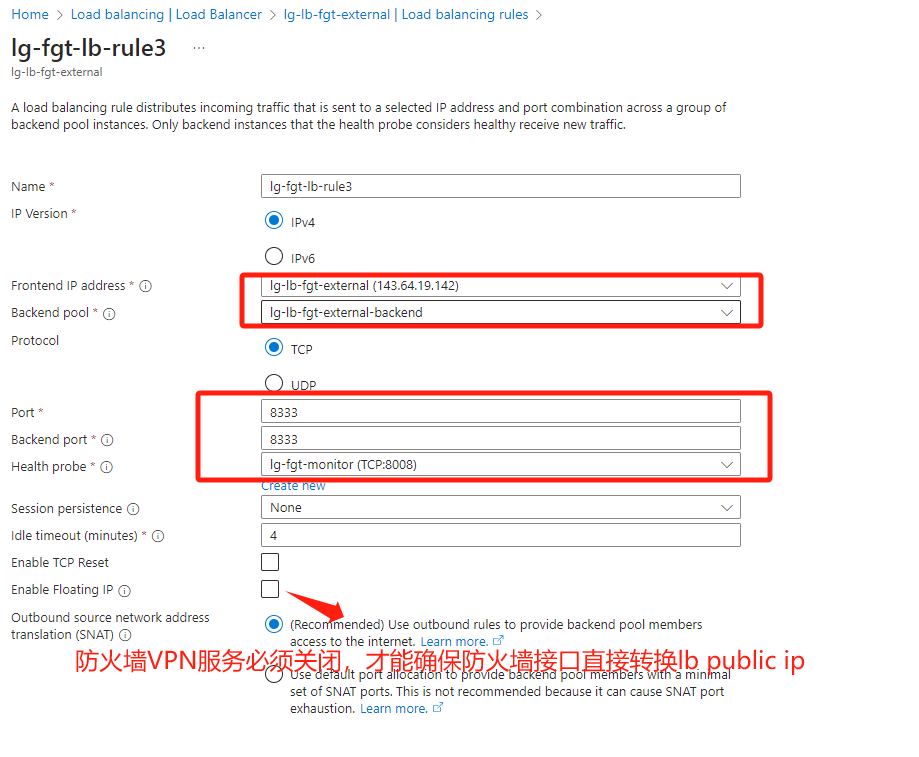 Home > Load balancing | Load Balancer > lg-lb-fgt-external | Load balancing rules >
lg-fgt-lb-rule3 ...
lg-lb-fgt-external
A load balancing rule distributes incoming traffic that is sent to a selected IP address and port combination across a group of
backend pool instances. Only backend instances that the health probe considers healthy receive new traffic.
Name * lg-fgt-lb-rule3
IP Version * IPv4
IPv6
Frontend IP address * lg-lb-fgt-external (143.64.19.142)
Backend pool * lg-lb-fgt-external-backend
Protocol TCP
UDP
Port * 8333
Backend port * 8333
Health probe * lg-fgt-monitor (TCP:8008)
Create new
Session persistence None
Idle timeout (minutes) * 4
Enable TCP Reset
Enable Floating IP
Outbound source network address
translation (SNAT)
(Recommended) Use outbound rules to provide backend pool members
access to the internet. Learn more.
防火墙VPN服务必须关闭，才能确保防火墙接口直接转换lb public ip
Use default port allocation to provide backend pool members with a minimal
set of SNAT ports. This is not recommended because it can cause SNAT port
exhaustion. Learn more.